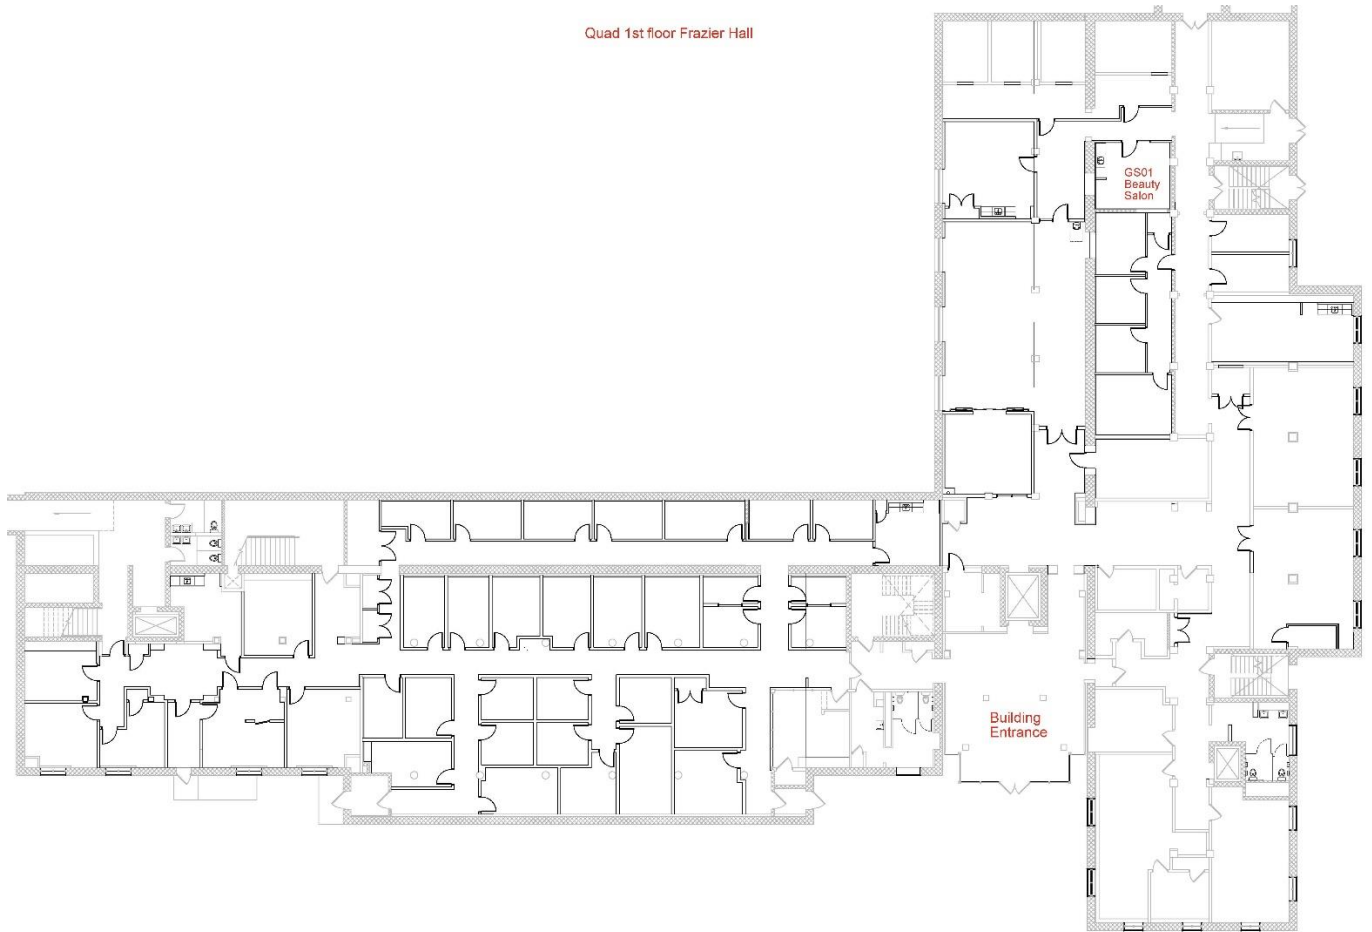 Quad 1st floor Frazier Hall
GS01
Beauty
Salon
Building
Entrance